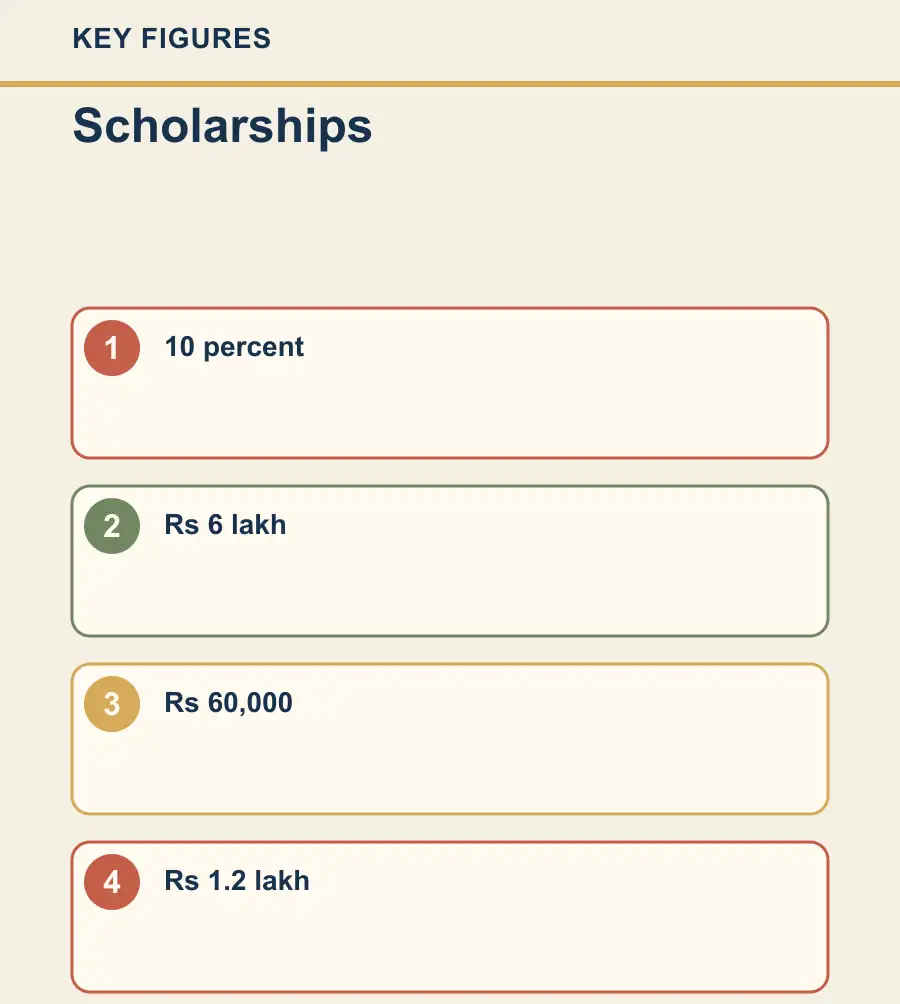 KEY FIGURES
Scholarships
1 10 percent
2 Rs 6 lakh
3 Rs 60,000
4 Rs 1.2 lakh